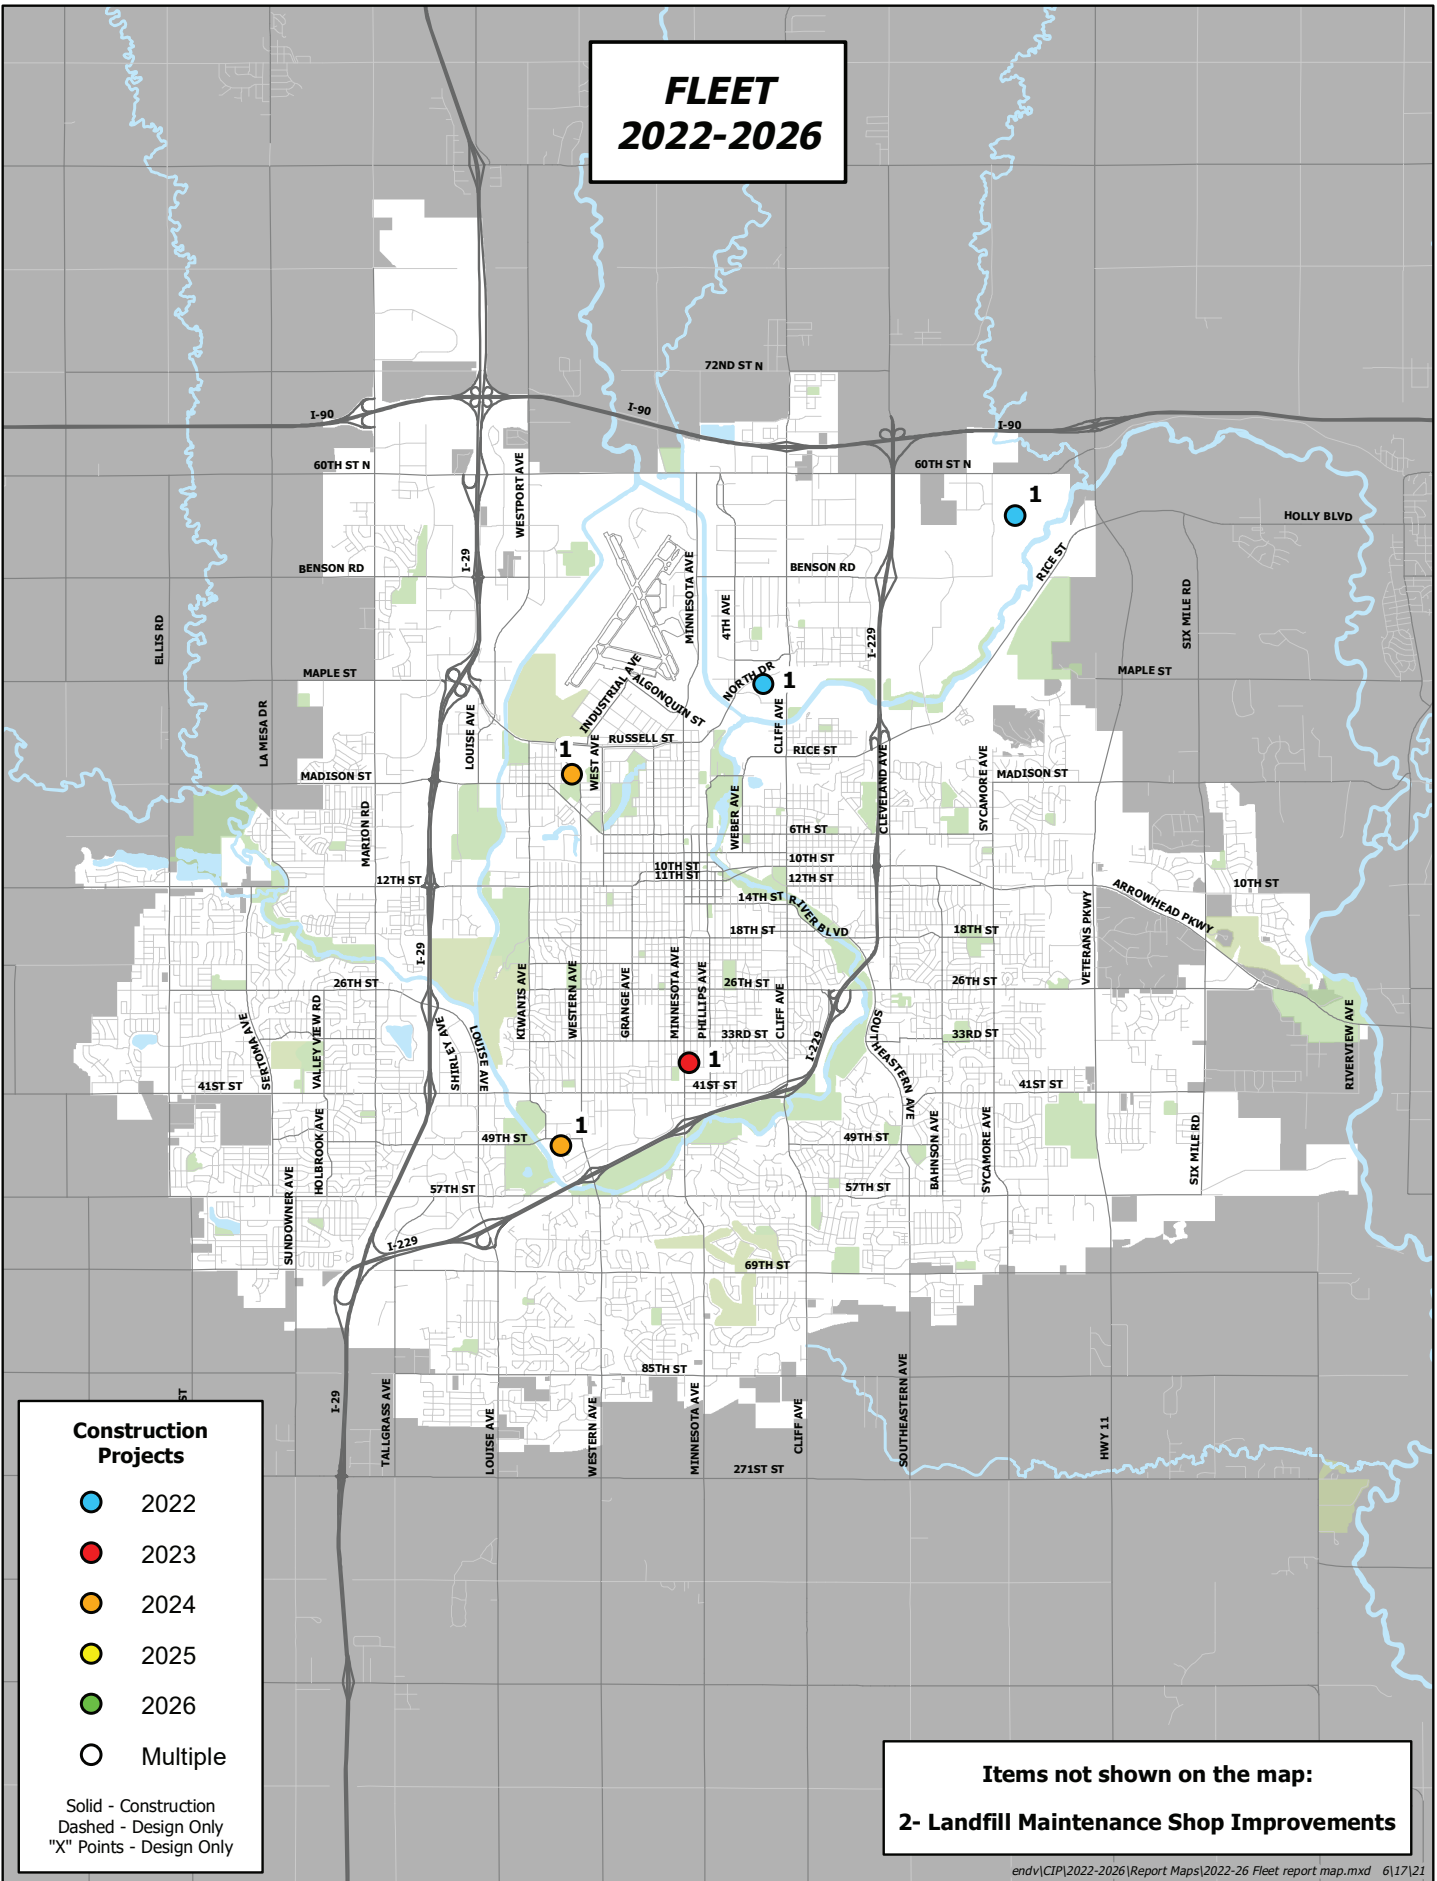 FLEET
2022-2026
72ND ST N
I-90
I-90
I-90
60TH ST N
60TH ST N
WESTPORT AVE
1
HOLLY BLVD
I-29
BENSON RD
BENSON RD
RICE ST
MINNESOTA AVE
4TH AVE
ELLIS RD
SIX MILE RD
I-229
MAPLE ST
MAPLE ST
INDUSTRIAL AVE
ALGONQUIN ST
NORTH DR
1
LA MESA DR
LOUISE AVE
CLIFF AVE
RUSSELL ST
RICE ST
1
WEST AVE
MADISON ST
MADISON ST
CLEVELAND AVE
SYCAMORE AVE
MARION RD
WEBER AVE
6TH ST
10TH ST
11TH ST
10TH ST
12TH ST
12TH ST
10TH ST
14TH ST
RIVER BLVD
ARROWHEAD PKWY
VETERANS PKWY
18TH ST
18TH ST
I-29
26TH ST
26TH ST
26TH ST
KIWANIS AVE
WESTERN AVE
GRANGE AVE
MINNESOTA AVE
PHILLIPS AVE
CLIFF AVE
33RD ST
33RD ST
I-229
SOUTHEASTERN AVE
SERTOMA AVE
VALLEY VIEW RD
SHIRLEY AVE
LOUISE AVE
RIVERVIEW AVE
1
41ST ST
41ST ST
41ST ST
1
49TH ST
49TH ST
HOLBROOK AVE
BAHNSON AVE
SYCAMORE AVE
SIX MILE RD
57TH ST
57TH ST
SUNDOWNER AVE
I-229
69TH ST
85TH ST
ST
I-29
TALLGRASS AVE
LOUISE AVE
WESTERN AVE
MINNESOTA AVE
CLIFF AVE
SOUTHEASTERN AVE
HWY 11
271ST ST
Construction
Projects
2022
2023
2024
2025
2026
Multiple
Solid - Construction
Dashed - Design Only
"X" Points - Design Only
Items not shown on the map:
2- Landfill Maintenance Shop Improvements
endv\CIP\2022-2026\Report Maps\2022-26 Fleet report map.mxd 6\17\21